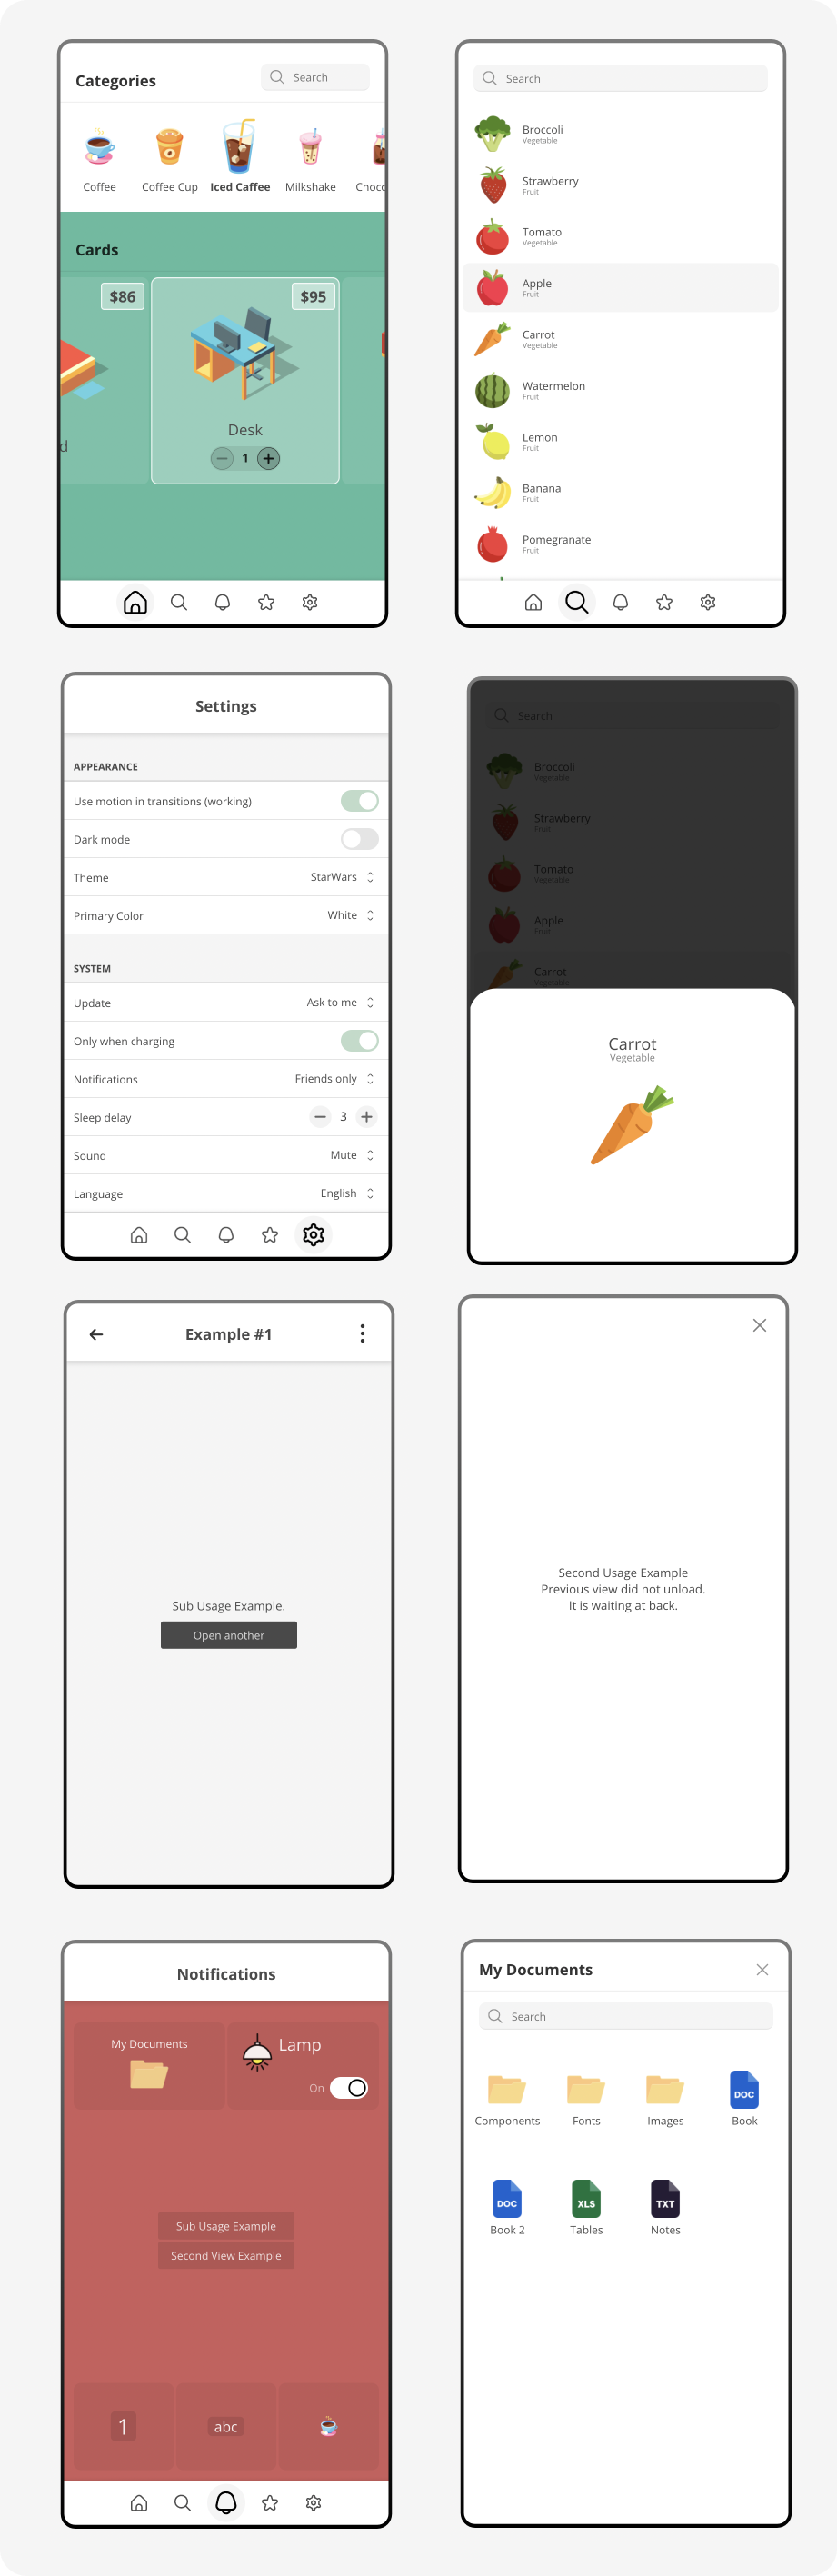 Categories
Search
Coffee
Coffee Cup
Iced Caffee
Milkshake
Choco
Cards
$86
$95
d
Desk
1
Search
Broccoli
Vegetable
Strawberry
Fruit
Tomato
Vegetable
Apple
Fruit
Carrot
Vegetable
Watermelon
Fruit
Lemon
Fruit
Banana
Fruit
Pomegranate
Fruit
Settings
APPEARANCE
Use motion in transitions (working)
Dark mode
Theme
StarWars
Primary Color
White
SYSTEM
Update
Ask to me
Only when charging
Notifications
Friends only
Sleep delay
3
Sound
Mute
Language
English
Search
Broccoli
Vegetable
Strawberry
Fruit
Tomato
Vegetable
Apple
Fruit
Carrot
Vegetable
Carrot
Vegetable
Example #1
Sub Usage Example.
Open another
Second Usage Example
Previous view did not unload.
It is waiting at back.
Notifications
My Documents
Lamp
On
Sub Usage Example
Second View Example
1
abc
My Documents
Search
Components
Fonts
Images
DOC
Book
DOC
Book 2
XLS
Tables
TXT
Notes